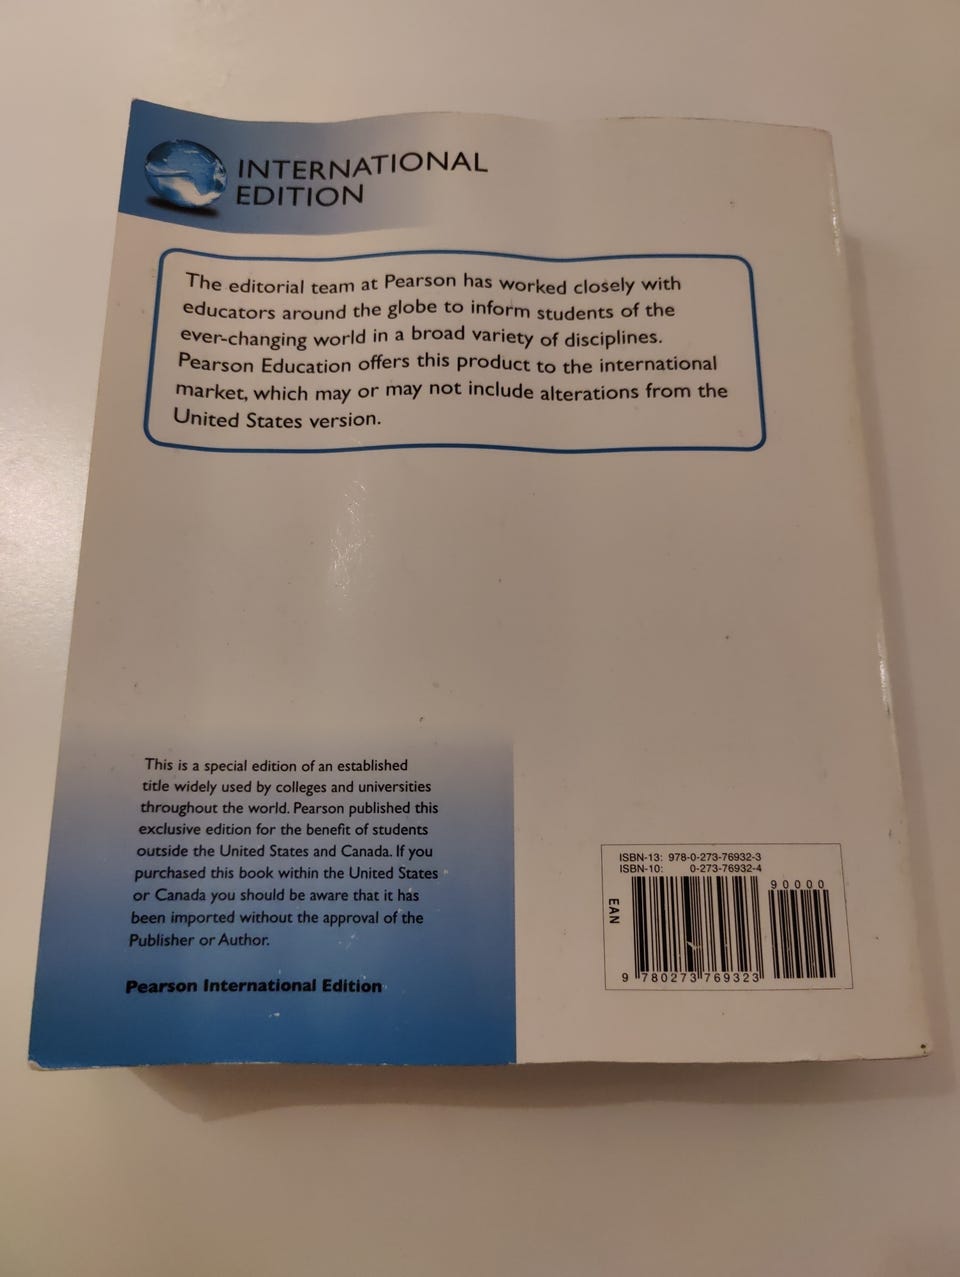 INTERNATIONAL
EDITION
The editorial team at Pearson has worked closely with
educators around the globe to inform students of the
ever-changing world in a broad variety of disciplines.
Pearson Education offers this product to the international
market, which may or may not include alterations from the
United States version.
This is a special edition of an established
title widely used by colleges and universities
throughout the world. Pearson published this
exclusive edition for the benefit of students
outside the United States and Canada. If you
purchased this book within the United States
or Canada you should be aware that it has
been imported without the approval of the
Publisher or Author.
Pearson International Edition
ISBN-13: 978-0-273-76932-3
ISBN-10: 0-273-76932-4
90000
EAN
9 780273 769323